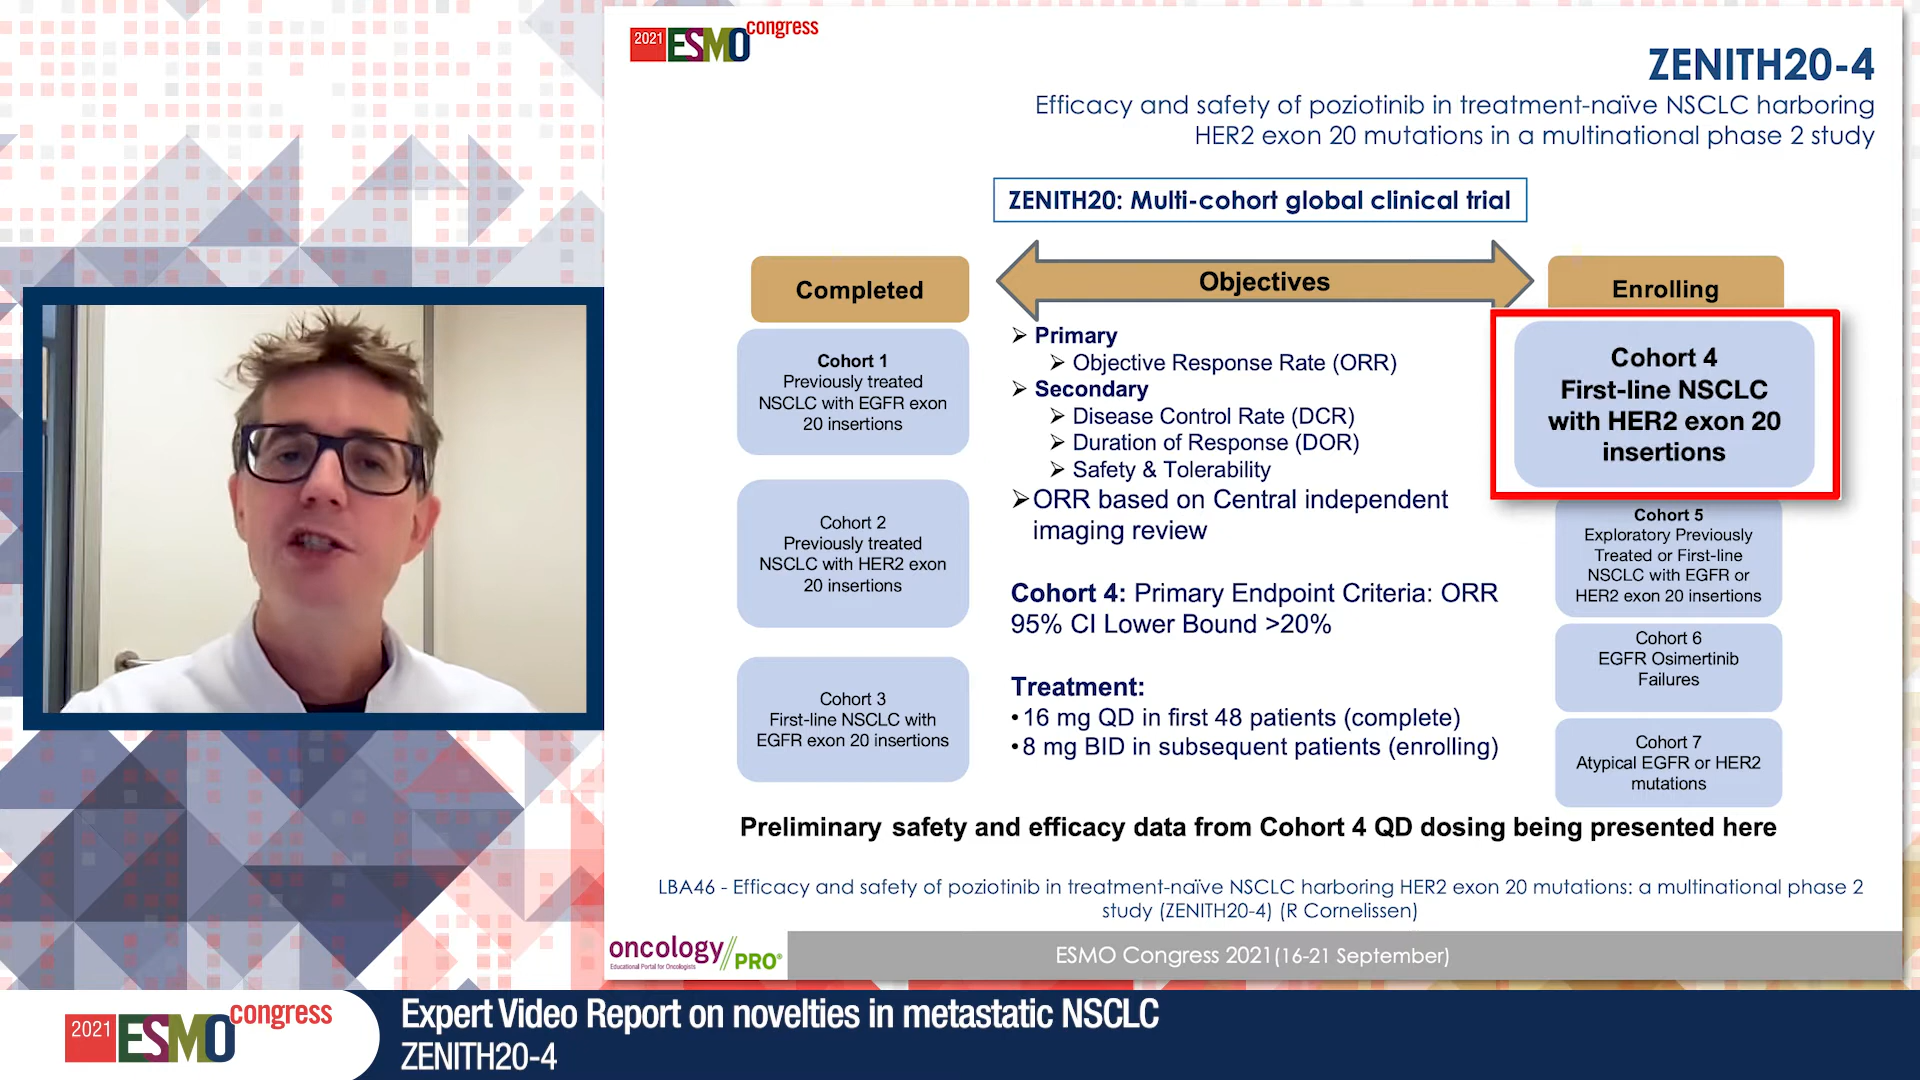 2021 ESMO congress
ZENITH20-4
Efficacy and safety of poziotinib in treatment-naïve NSCLC harboring
HER2 exon 20 mutations in a multinational phase 2 study
ZENITH20: Multi-cohort global clinical trial
Completed
Objectives
Enrolling
Cohort 1
Previously treated
NSCLC with EGFR exon
20 insertions
Cohort 2
Previously treated
NSCLC with HER2 exon
20 insertions
Cohort 3
First-line NSCLC with
EGFR exon 20 insertions
➢ Primary
➢ Objective Response Rate (ORR)
➢ Secondary
➢ Disease Control Rate (DCR)
➢ Duration of Response (DOR)
➢ Safety & Tolerability
➢ORR based on Central independent
imaging review
Cohort 4: Primary Endpoint Criteria: ORR
95% CI Lower Bound >20%
Treatment:
•16 mg QD in first 48 patients (complete)
•8 mg BID in subsequent patients (enrolling)
Cohort 4
First-line NSCLC
with HER2 exon 20
insertions
Cohort 5
Exploratory Previously
Treated or First-line
NSCLC with EGFR or
HER2 exon 20 insertions
Cohort 6
EGFR Osimertinib
Failures
Cohort 7
Atypical EGFR or HER2
mutations
Preliminary safety and efficacy data from Cohort 4 QD dosing being presented here
LBA46 - Efficacy and safety of poziotinib in treatment-naïve NSCLC harboring HER2 exon 20 mutations: a multinational phase 2
study (ZENITH20-4) (R Cornelissen)
oncology//PRO®
Educational Portal for Oncologists
ESMO Congress 2021(16-21 September)
2021 ESMO congress
Expert Video Report on novelties in metastatic NSCLC
ZENITH20-4